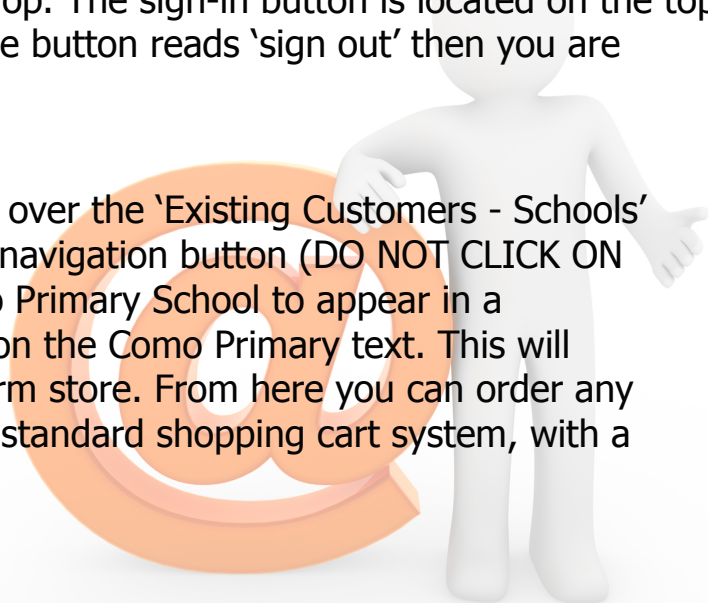 op. The sign-in button is located on the top
e button reads ‘sign out’ then you are
over the ‘Existing Customers - Schools’
navigation button (DO NOT CLICK ON
o Primary School to appear in a
on the Como Primary text. This will
rm store. From here you can order any
standard shopping cart system, with a